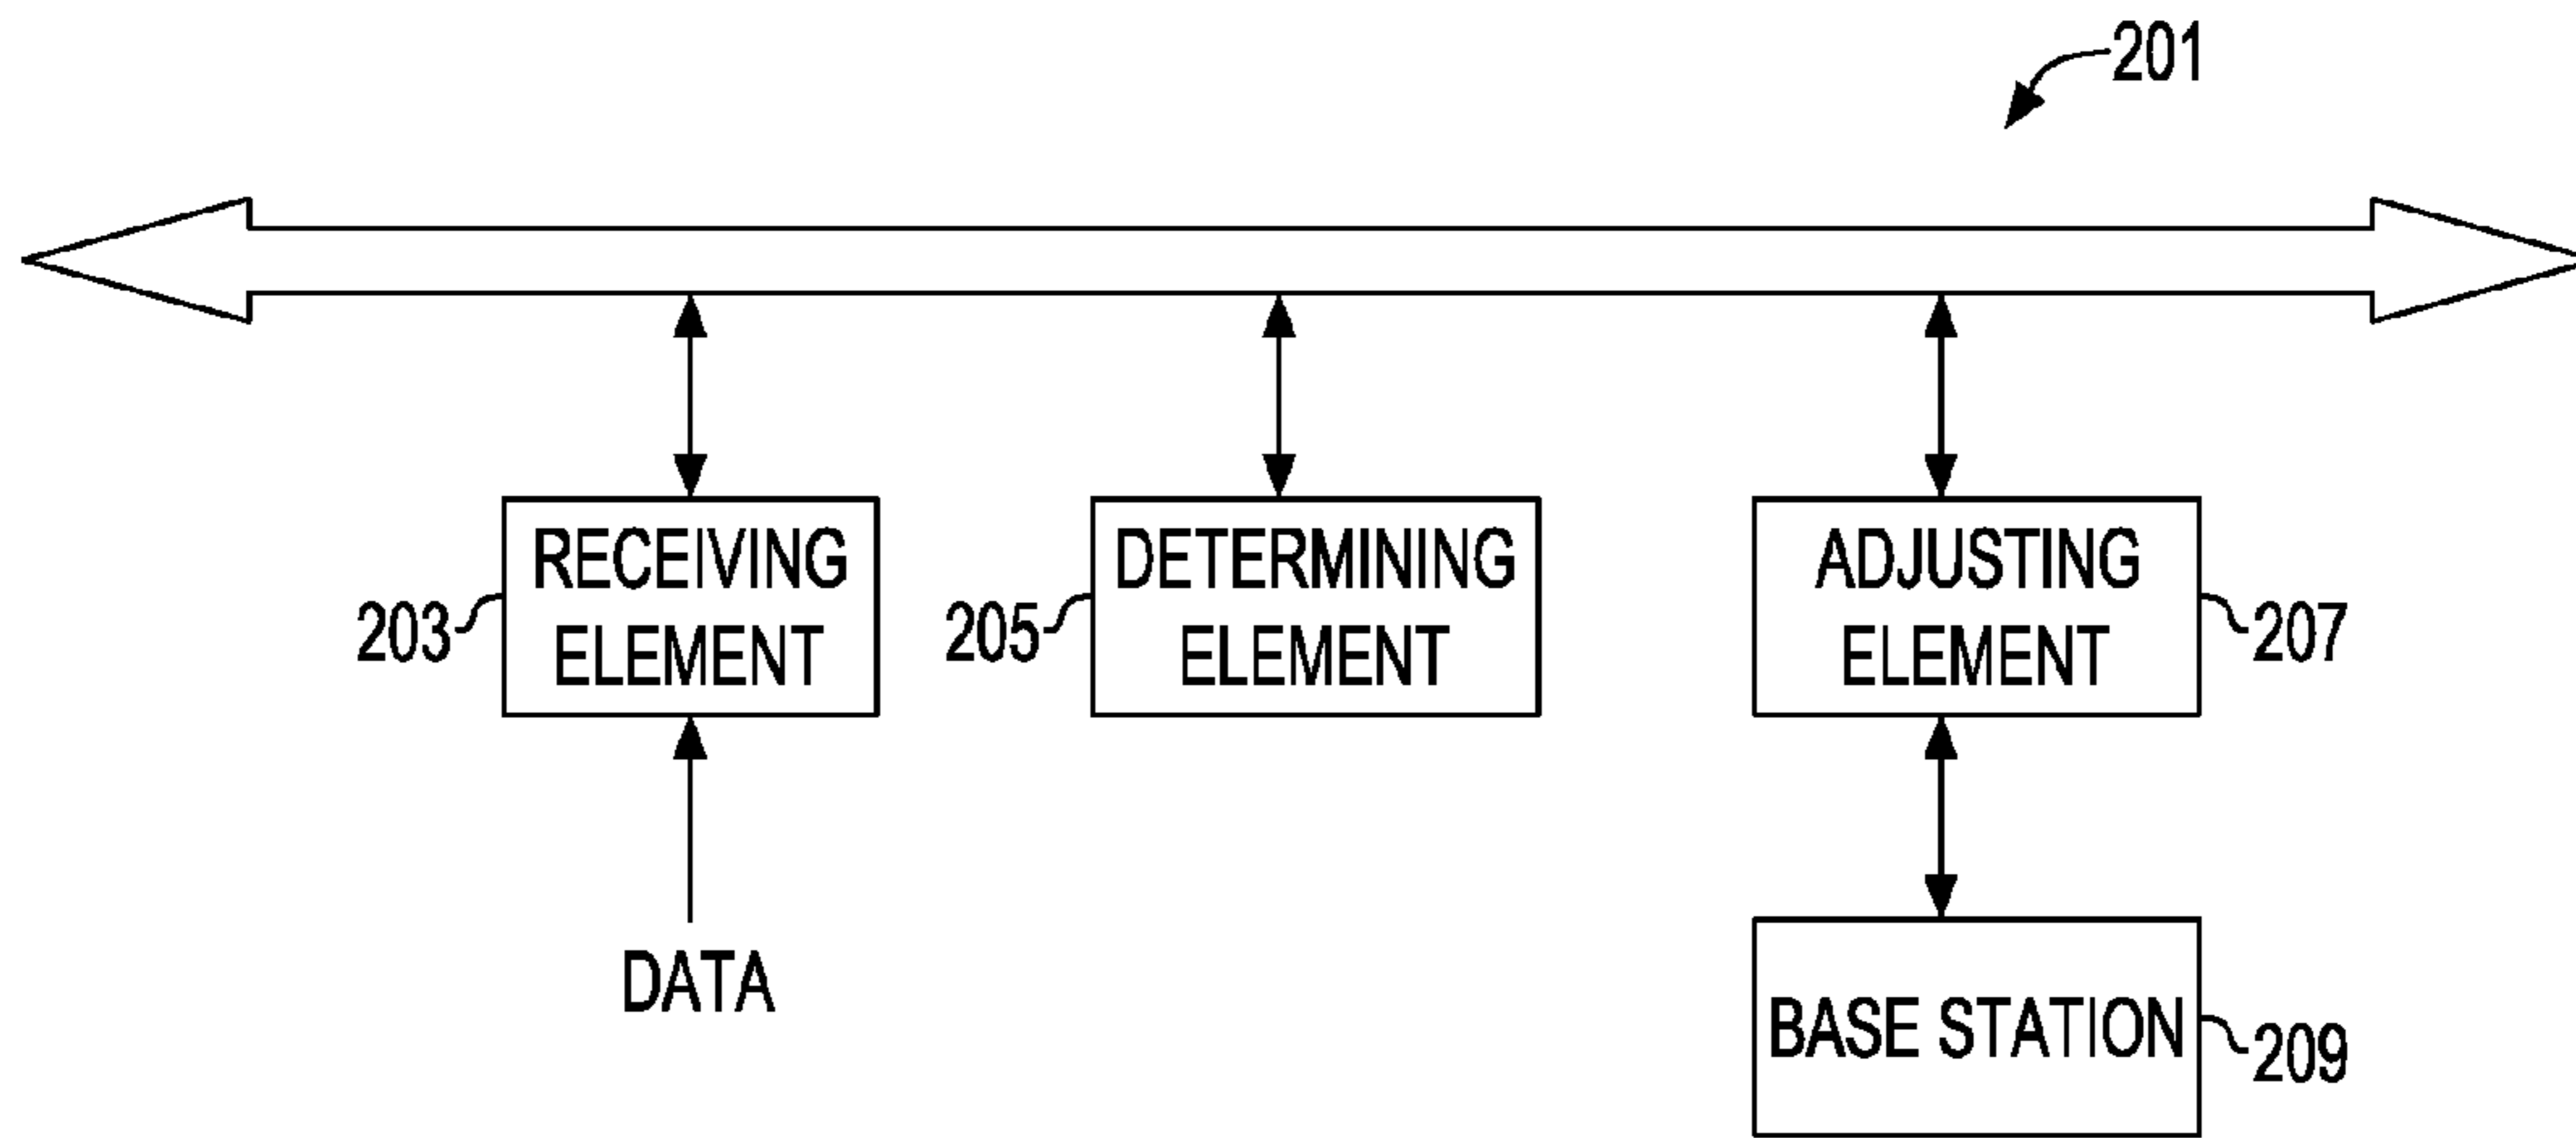 201
RECEIVING
ELEMENT
203
DETERMINING
ELEMENT
205
ADJUSTING
ELEMENT
207
DATA
BASE STATION
209